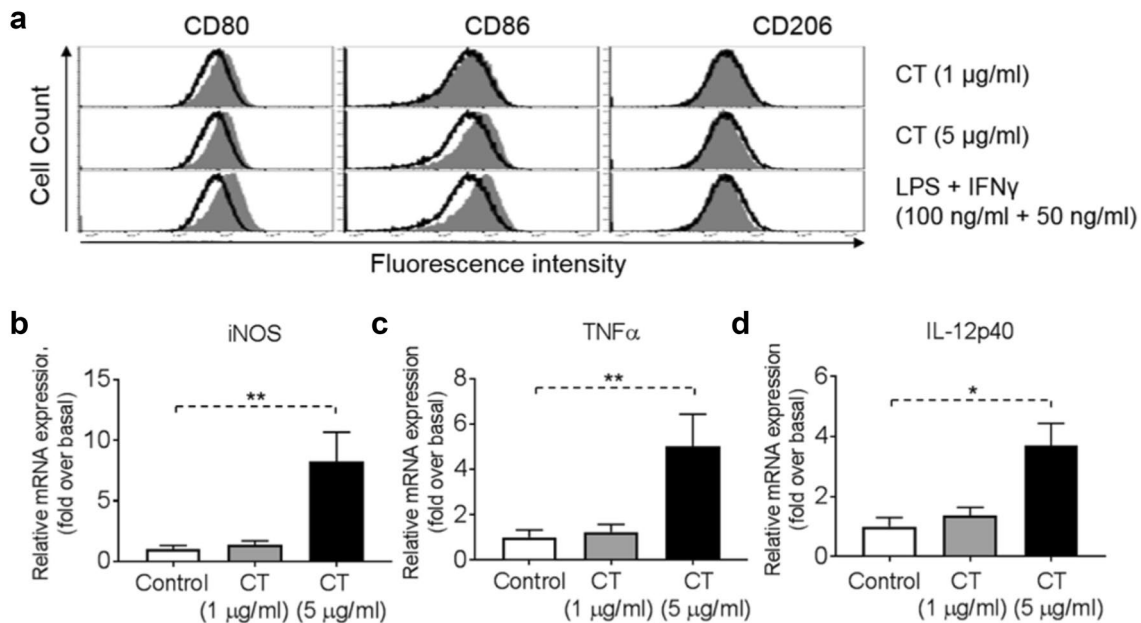 a
CD80 CD86 CD206
Cell Count
CT (1 µg/ml)
CT (5 µg/ml)
LPS + IFNγ
(100 ng/ml + 50 ng/ml)
Fluorescence intensity
b
iNOS
Relative mRNA expression
(fold over basal)
15
10
5
0
**
Control CT CT
(1 µg/ml) (5 µg/ml)
c
TNFα
Relative mRNA expression
(fold over basal)
8
6
4
2
0
**
Control CT CT
(1 µg/ml) (5 µg/ml)
d
IL-12p40
Relative mRNA expression
(fold over basal)
6
4
2
0
*
Control CT CT
(1 µg/ml) (5 µg/ml)